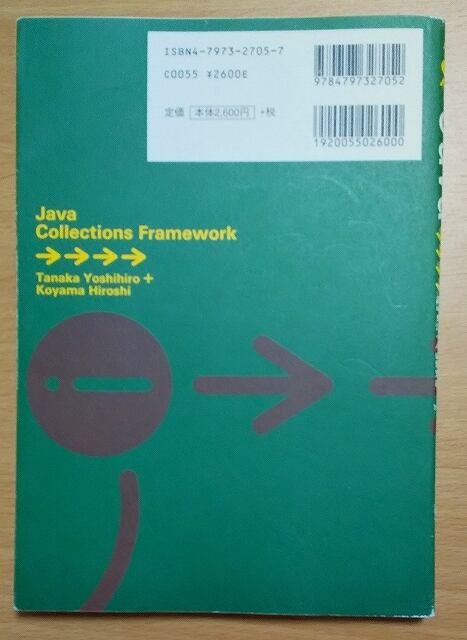 ISBN4-7973-2705-7
C0055 ¥2600E
定価 本体2,600円 +税
9784797327052
1920055026000
Java
Collections Framework
→→→→
Tanaka Yoshihiro +
Koyama Hiroshi